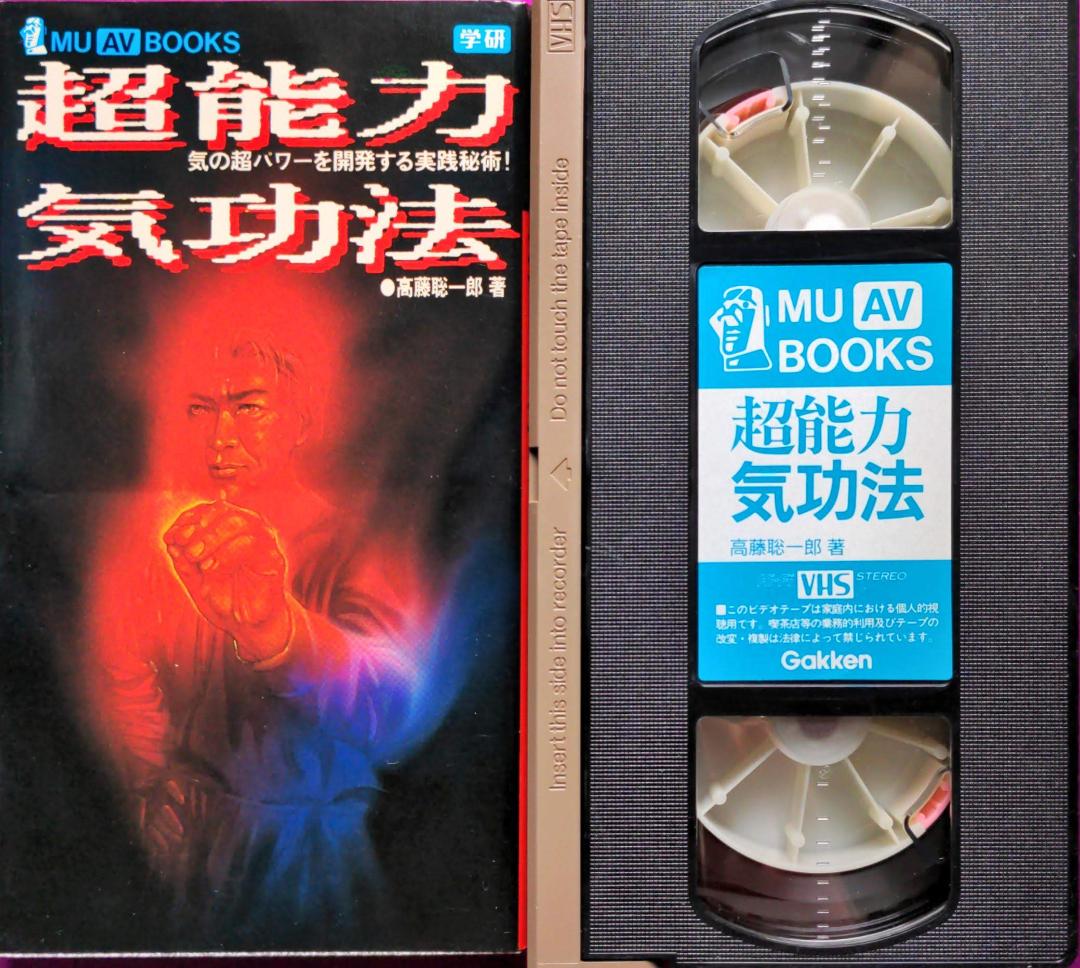 MU AV BOOKS
学研
超能力
気の超パワーを開発する実践秘術!
気功法
●高藤聡一郎 著
VHS
Do not touch the tape inside
Insert this side into recorder
MU AV
BOOKS
超能力
気功法
高藤聡一郎 著
VHS STEREO
■このビデオテープは家庭内における個人的視
聴用です。喫茶店等の業務的利用及びテープの
改変・複製は法律によって禁じられています。
Gakken